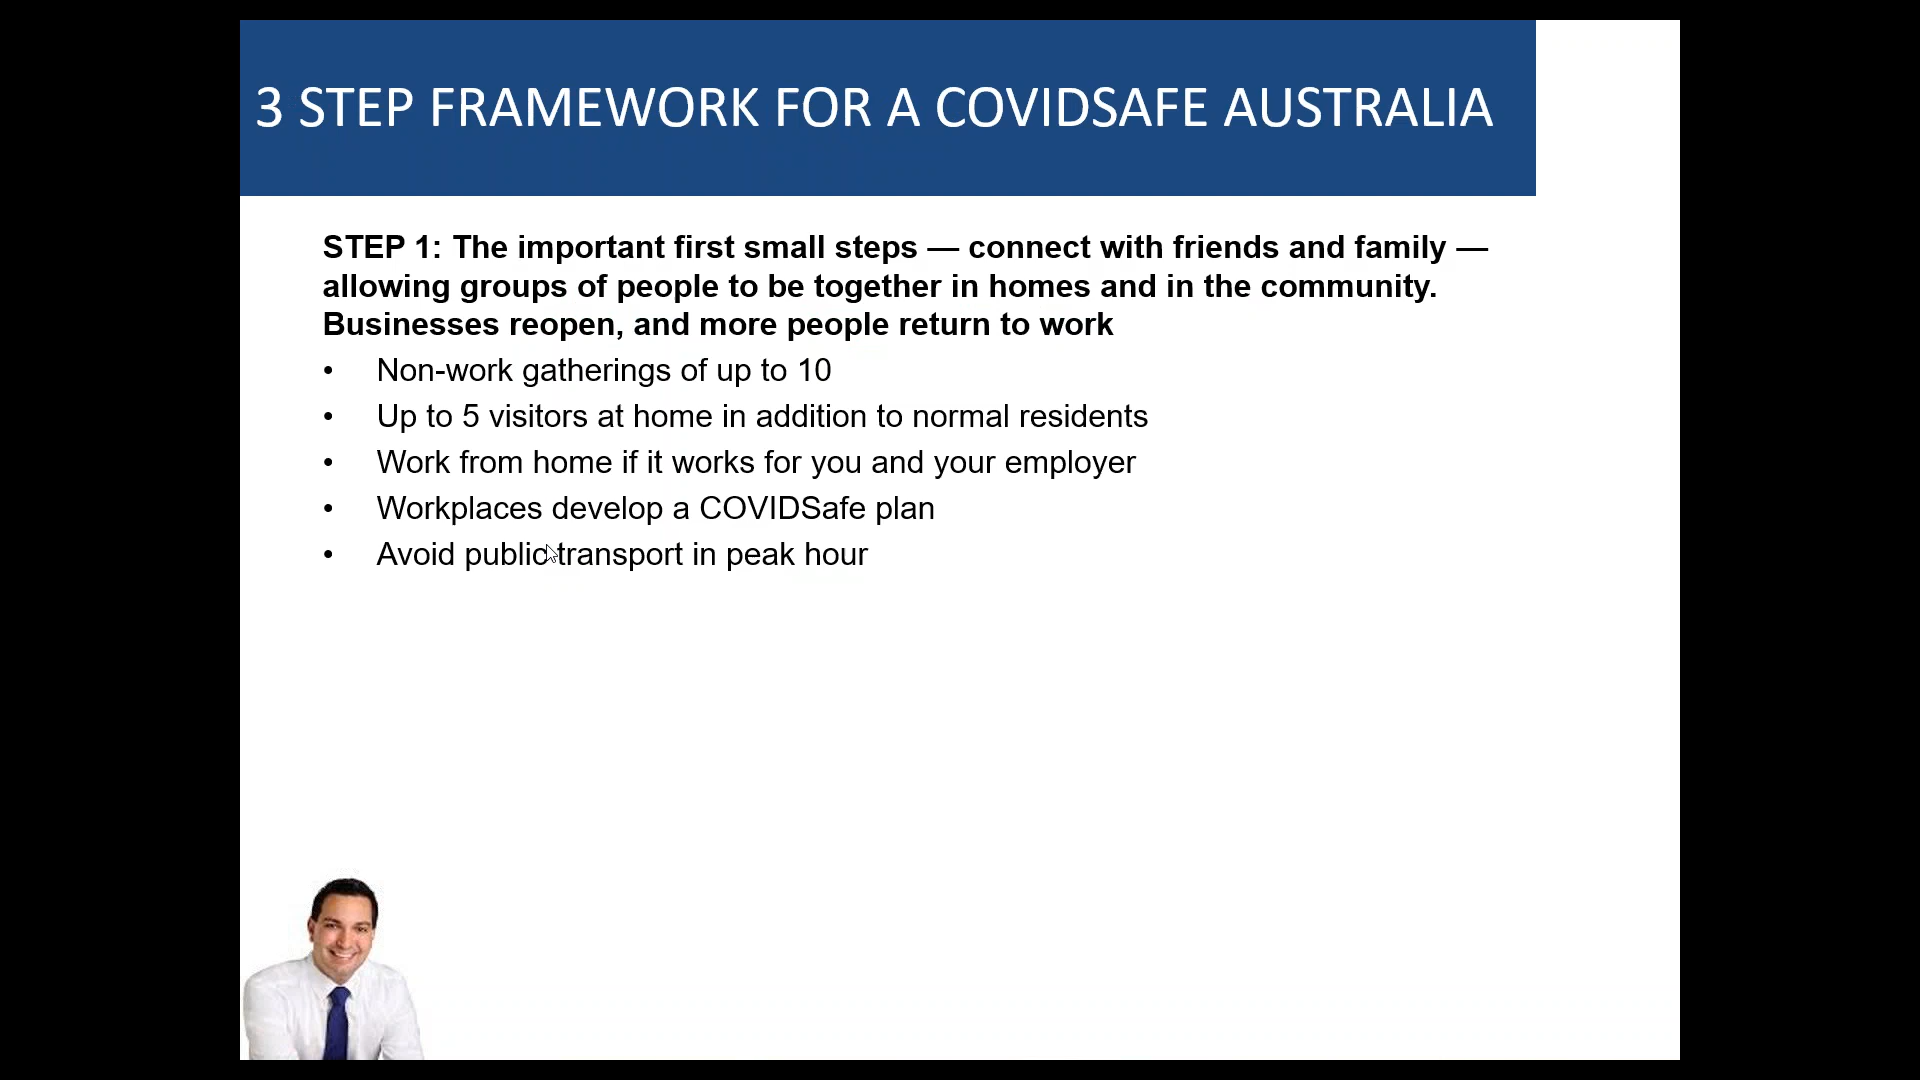 3 STEP FRAMEWORK FOR A COVIDSAFE AUSTRALIA
STEP 1: The important first small steps — connect with friends and family —
allowing groups of people to be together in homes and in the community.
Businesses reopen, and more people return to work
• Non-work gatherings of up to 10
• Up to 5 visitors at home in addition to normal residents
• Work from home if it works for you and your employer
• Workplaces develop a COVIDSafe plan
• Avoid public transport in peak hour